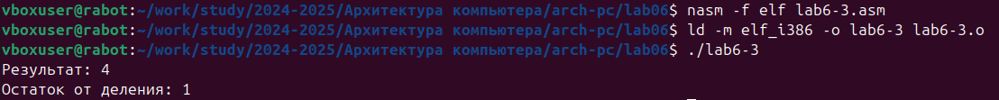 vboxuser@rabot:~/work/study/2024-2025/Архитектура компьютера/arch-pc/lab06$ nasm -f elf lab6-3.asm
vboxuser@rabot:~/work/study/2024-2025/Архитектура компьютера/arch-pc/lab06$ ld -m elf_i386 -o lab6-3 lab6-3.o
vboxuser@rabot:~/work/study/2024-2025/Архитектура компьютера/arch-pc/lab06$ ./lab6-3
Результат: 4
Остаток от деления: 1